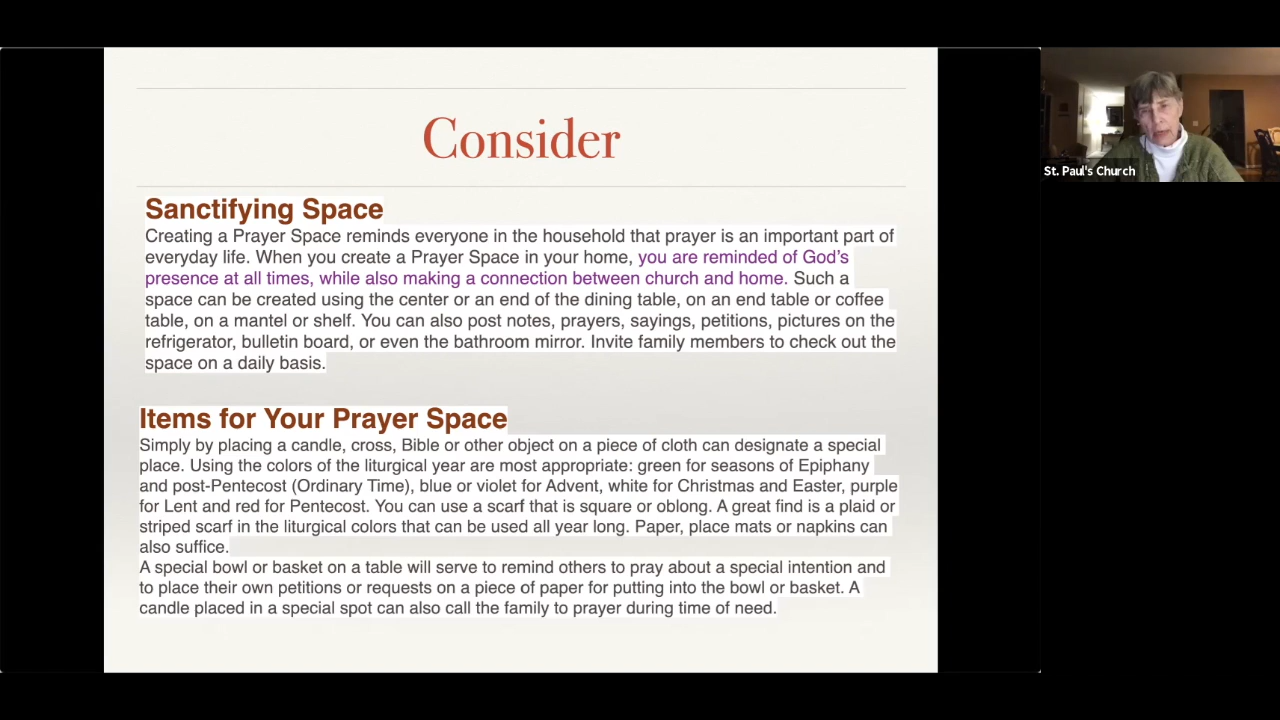 Consider
Sanctifying Space
Creating a Prayer Space reminds everyone in the household that prayer is an important part of
everyday life. When you create a Prayer Space in your home, you are reminded of God's
presence at all times, while also making a connection between church and home. Such a
space can be created using the center or an end of the dining table, on an end table or coffee
table, on a mantel or shelf. You can also post notes, prayers, sayings, petitions, pictures on the
refrigerator, bulletin board, or even the bathroom mirror. Invite family members to check out the
space on a daily basis.
Items for Your Prayer Space
Simply by placing a candle, cross, Bible or other object on a piece of cloth can designate a special
place. Using the colors of the liturgical year are most appropriate: green for seasons of Epiphany
and post-Pentecost (Ordinary Time), blue or violet for Advent, white for Christmas and Easter, purple
for Lent and red for Pentecost. You can use a scarf that is square or oblong. A great find is a plaid or
striped scarf in the liturgical colors that can be used all year long. Paper, place mats or napkins can
also suffice.
A special bowl or basket on a table will serve to remind others to pray about a special intention and
to place their own petitions or requests on a piece of paper for putting into the bowl or basket. A
candle placed in a special spot can also call the family to prayer during time of need.
St. Paul's Church